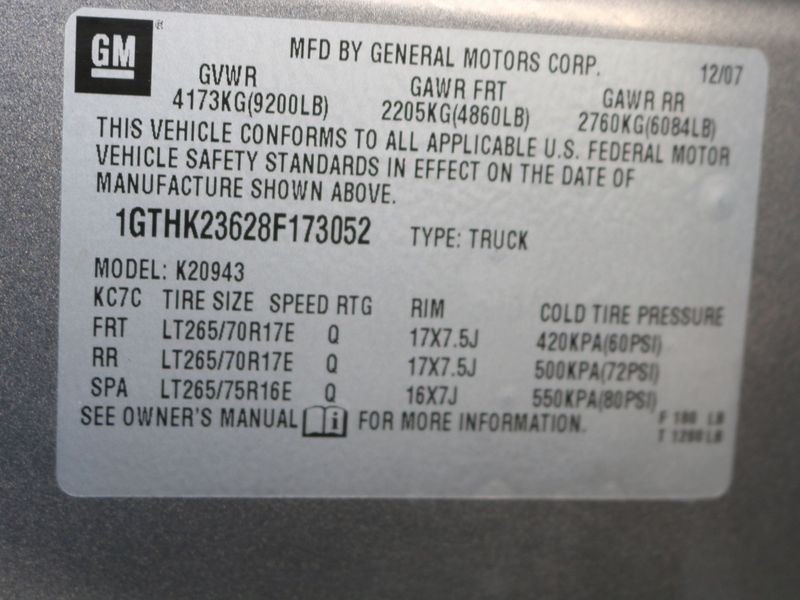 GM
MFD BY GENERAL MOTORS CORP. 12/07
GVWR GAWR FRT GAWR RR
4173KG(9200LB) 2205KG(4860LB) 2760KG(6084LB)
THIS VEHICLE CONFORMS TO ALL APPLICABLE U.S. FEDERAL MOTOR
VEHICLE SAFETY STANDARDS IN EFFECT ON THE DATE OF
MANUFACTURE SHOWN ABOVE.
1GTHK23628F173052 TYPE: TRUCK
MODEL: K20943
KC7C TIRE SIZE SPEED RTG RIM COLD TIRE PRESSURE
FRT LT265/70R17E Q 17X7.5J 420KPA(60PSI)
RR LT265/70R17E Q 17X7.5J 500KPA(72PSI)
SPA LT265/75R16E Q 16X7J 550KPA(80PSI)
SEE OWNER'S MANUAL i FOR MORE INFORMATION.
F LB
T LB